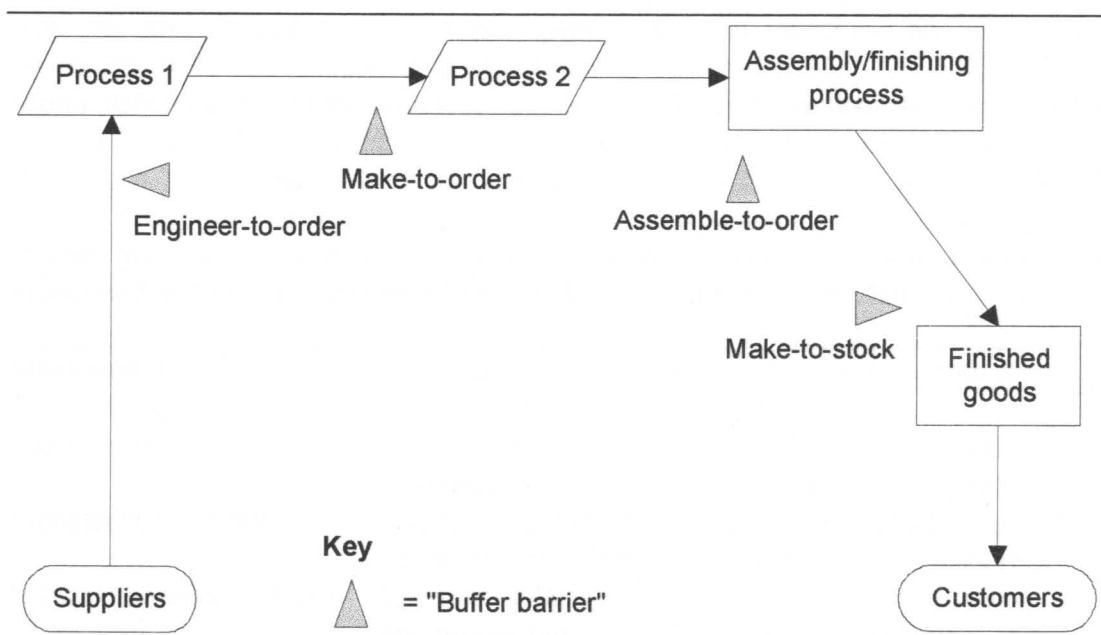 Process 1
Process 2
Assembly/finishing
process
Make-to-order
Engineer-to-order
Assemble-to-order
Make-to-stock
Finished
goods
Key
Suppliers
= "Buffer barrier"
Customers